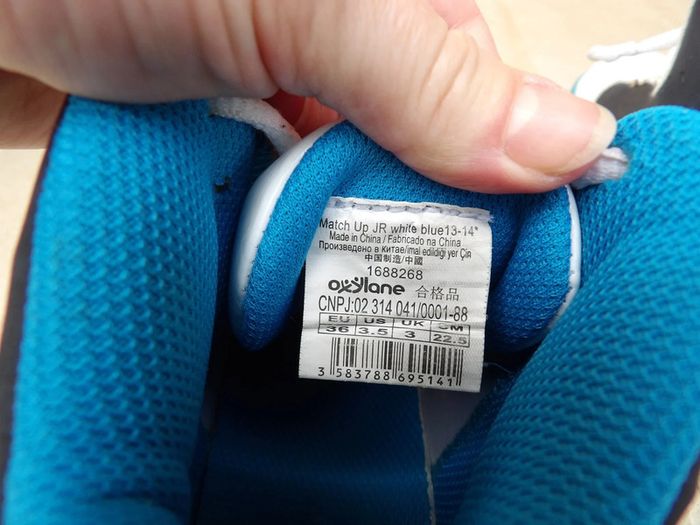 Match Up JR white blue13-14*
Made in China / Fabricado na China
Произведено в Китае/imal edildiği yer Çin
中国制造/中國
1688268
oxylane 合格品
CNPJ:02 314 041/0001-88
EU US UK CM
36 3.5 3 22.5
3 583788 695141